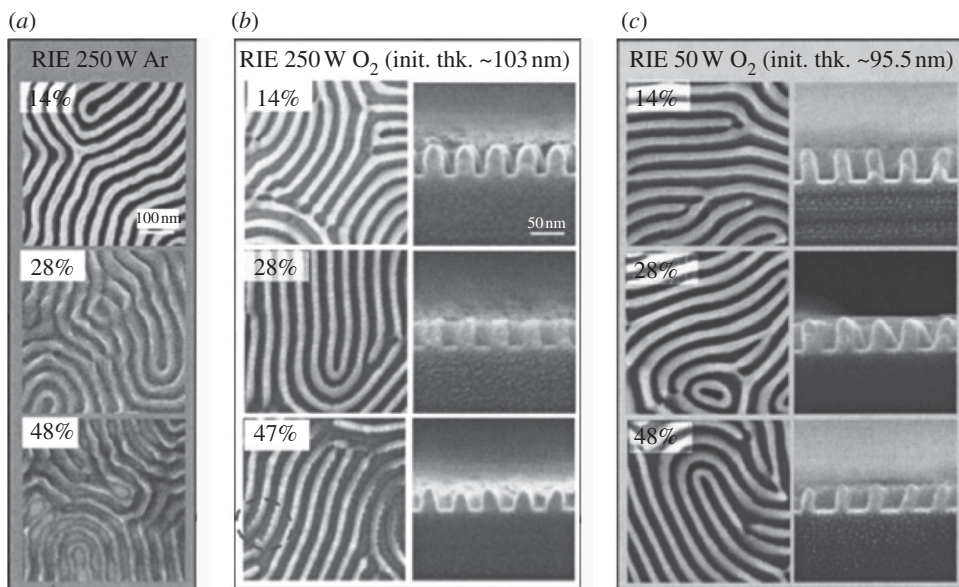 (a)
RIE 250 W Ar
14%
100 nm
28%
48%
(b)
RIE 250 W O2 (init. thk. ~103 nm)
14%
50 nm
28%
47%
(c)
RIE 50 W O2 (init. thk. ~95.5 nm)
14%
28%
48%